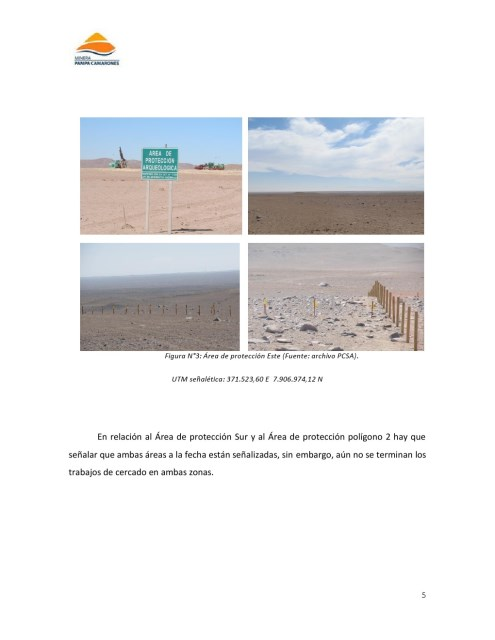 MINERA
PAMPA CAMARONES
ÁREA DE
PROTECCIÓN
ARQUEOLÓGICA
Figura N°3: Área de protección Este (Fuente: archivo PCSA).
UTM señalética: 371.523,60 E 7.906.974,12 N
En relación al Área de protección Sur y al Área de protección polígono 2 hay que
señalar que ambas áreas a la fecha están señalizadas, sin embargo, aún no se terminan los
trabajos de cercado en ambas zonas.
5